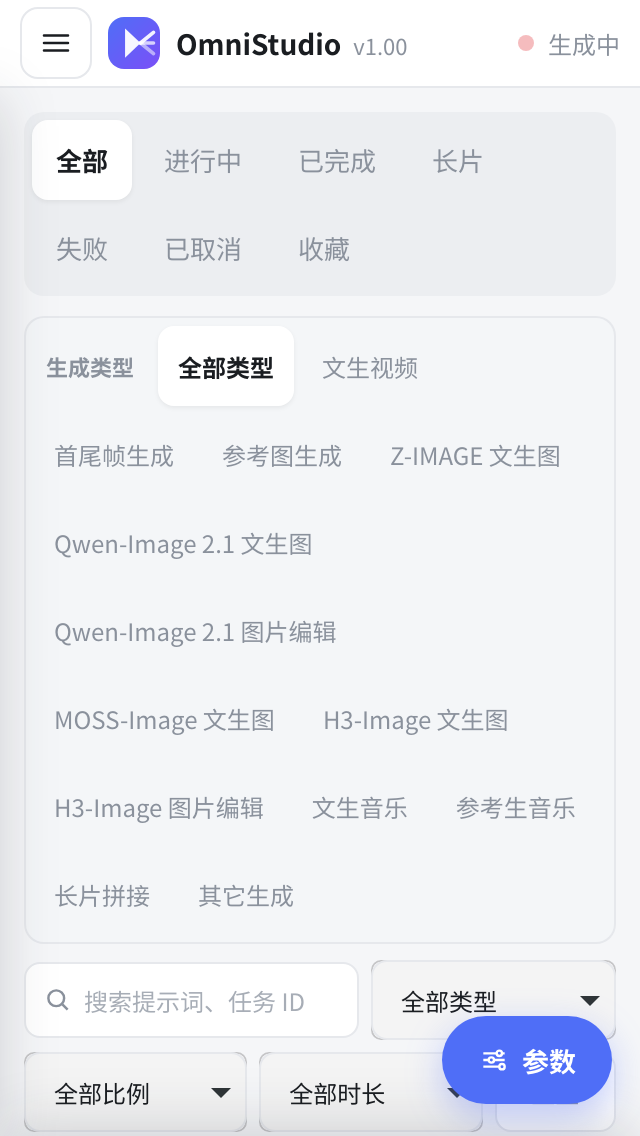 OmniStudio v1.00 生成中
全部 进行中 已完成 长片
失败 已取消 收藏
生成类型 全部类型 文生视频
首尾帧生成 参考图生成 Z-IMAGE 文生图
Qwen-Image 2.1 文生图
Qwen-Image 2.1 图片编辑
MOSS-Image 文生图 H3-Image 文生图
H3-Image 图片编辑 文生音乐 参考生音乐
长片拼接 其它生成
搜索提示词、任务 ID 全部类型
参数
全部比例 全部时长